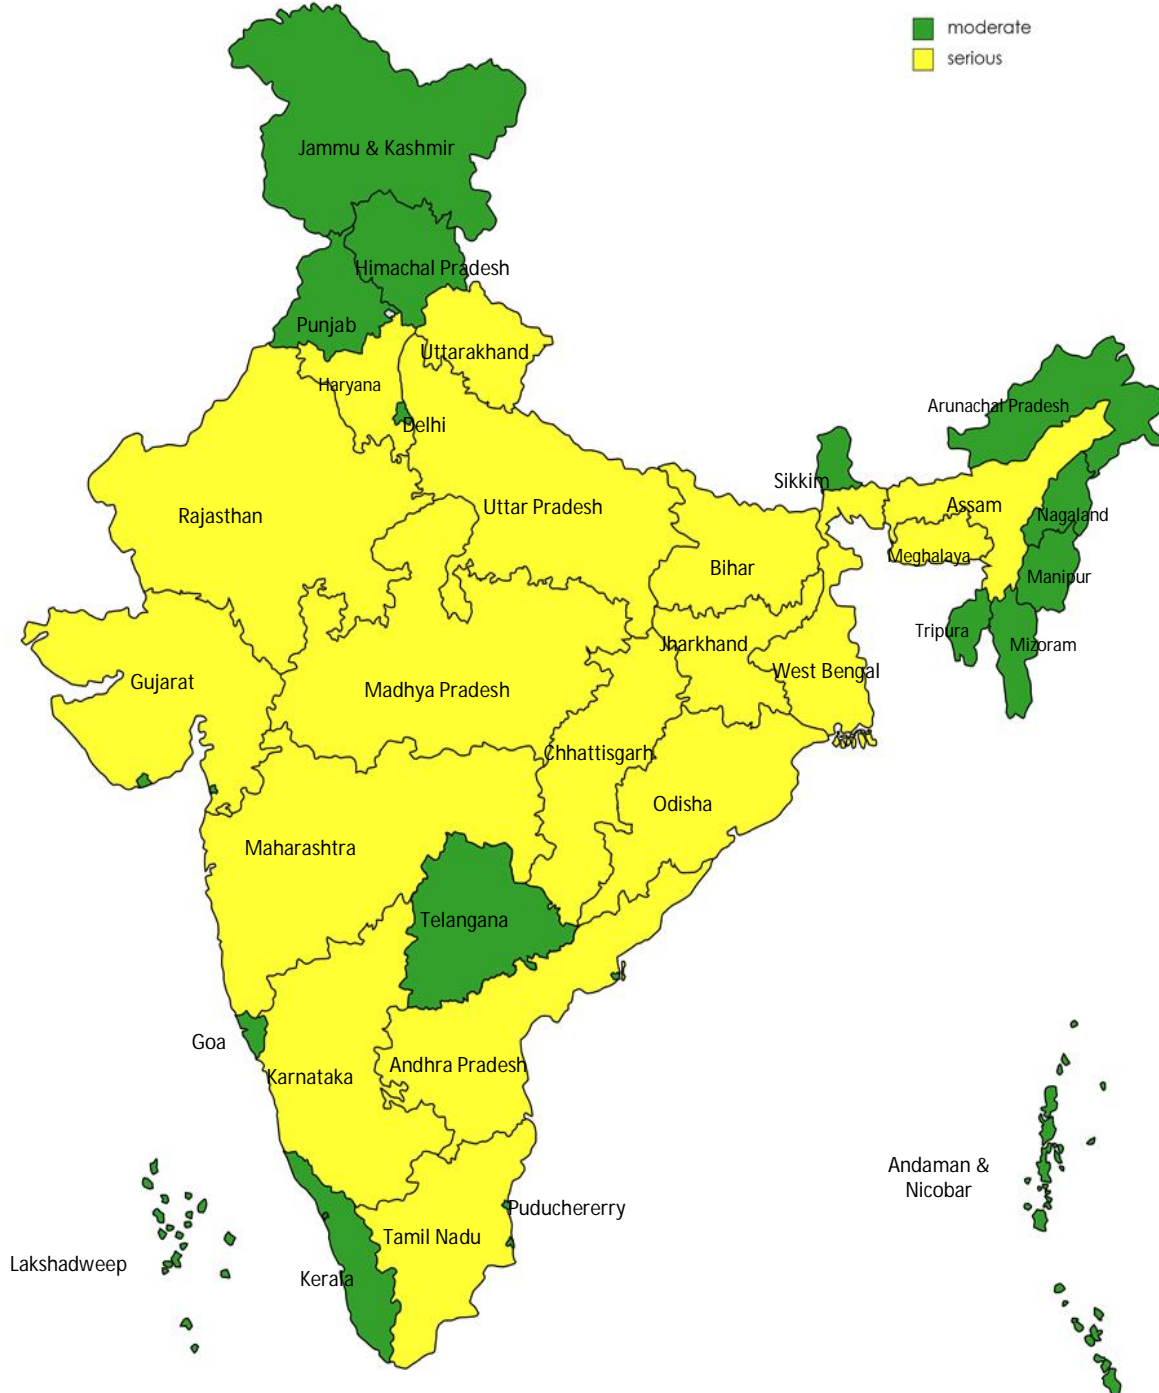 moderate
serious
Jammu & Kashmir
Himachal Pradesh
Punjab
Uttarakhand
Haryana
Delhi
Arunachal Pradesh
Sikkim
Rajasthan
Uttar Pradesh
Assam
Nagaland
Meghalaya
Bihar
Manipur
Tripura
Jharkhand
Mizoram
West Bengal
Gujarat
Madhya Pradesh
Chhattisgarh
Odisha
Maharashtra
Telangana
Goa
Andhra Pradesh
Karnataka
Andaman &
Nicobar
Puduchererry
Tamil Nadu
Lakshadweep
Kerala